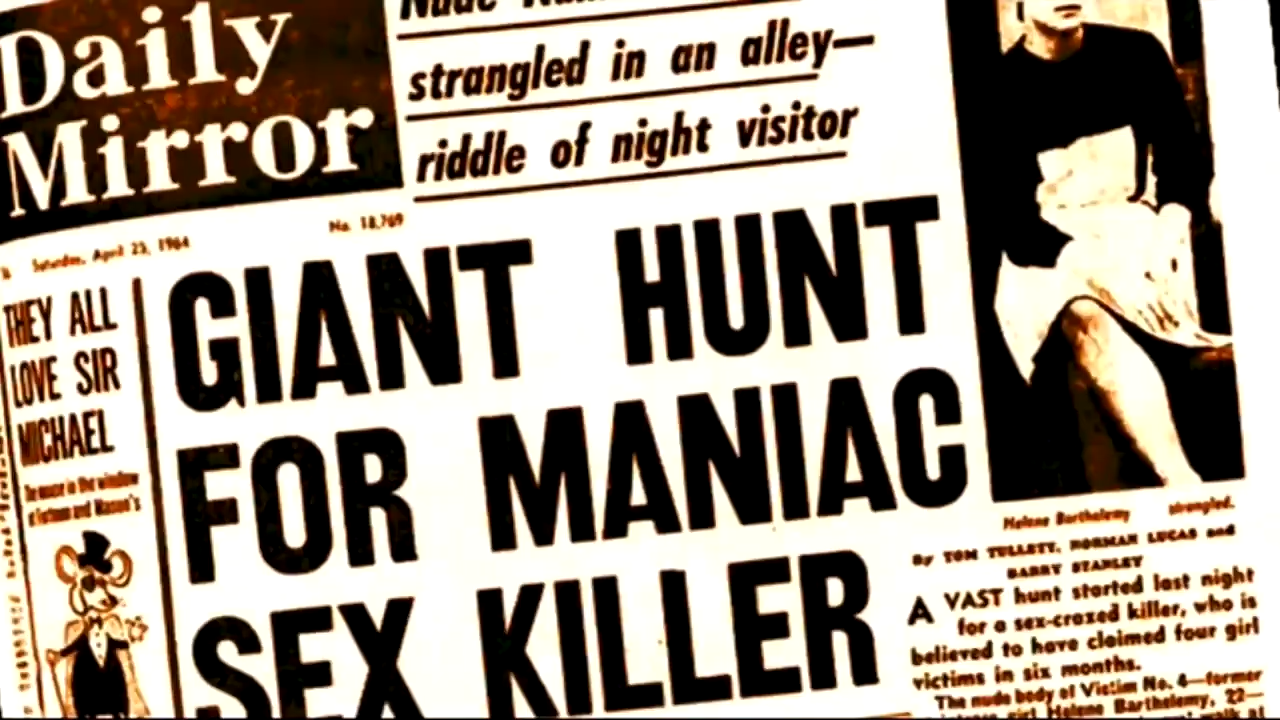 Daily
Mirror
Nude
strangled in an alley—
riddle of night visitor
Saturday, April 25, 1964
No. 18,769
THEY ALL
LOVE SIR
MICHAEL
GIANT HUNT
FOR MANIAC
SEX KILLER
Helene Barthelemy strangled.
By TOM TULLETT, NORMAN LUCAS and
BARRY STANLEY
A VAST hunt started last night
for a sex-crazed killer, who is
believed to have claimed four girl
victims in six months.
The nude body of Victim No. 4—former
girl Helene Barthelemy, 22—